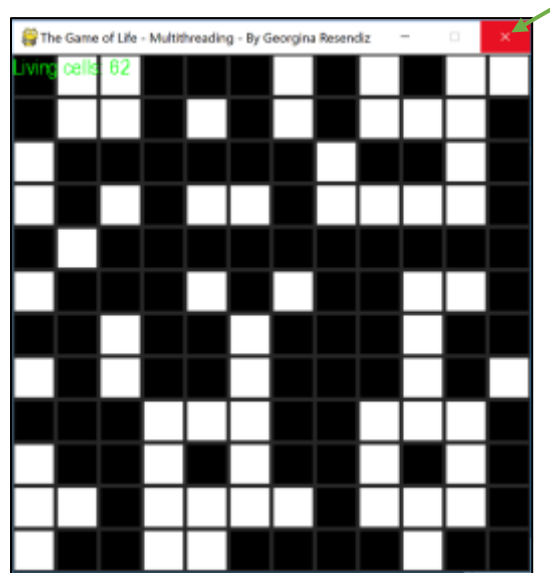 The Game of Life - Multithreading - By Georgina Resendiz
Living cells: 62